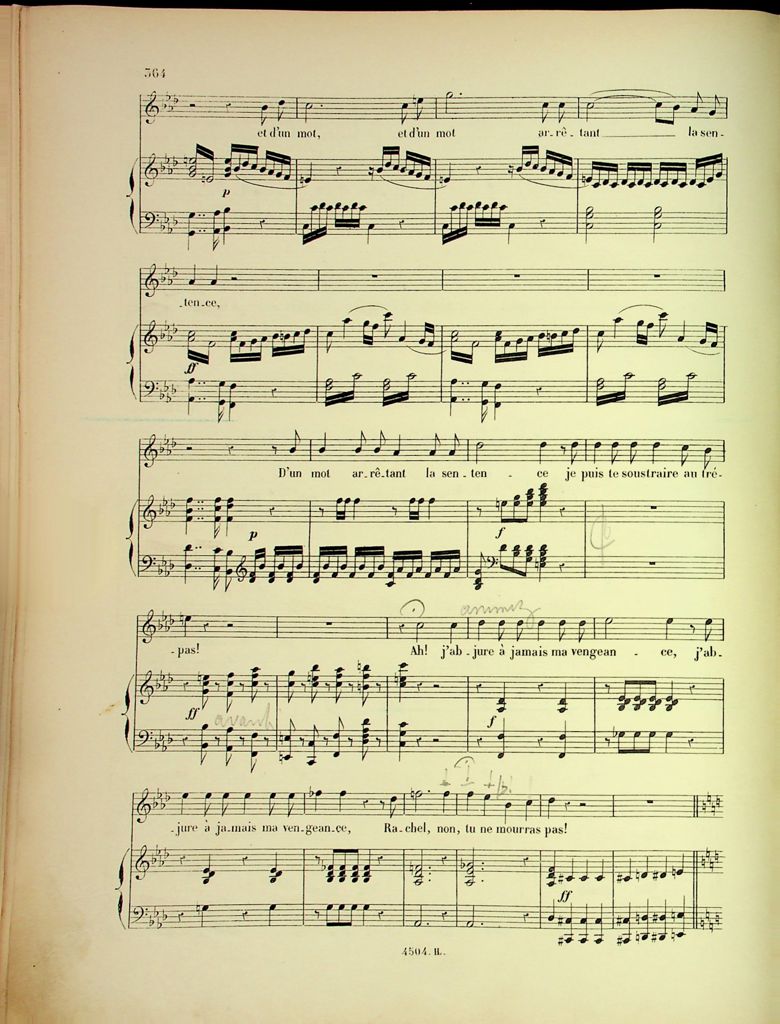 364
et d'un mot, et d'un mot ar-rê-tant la sen-
p
-ten-ce,
ff
D'un mot ar-rê-tant la sen-ten-ce je puis te soustraire au tré-
p f
animez
-pas! Ah! j'ab-jure à jamais ma vengean-ce, j'ab-
ff f
-jure à ja-mais ma ven-gean-ce, Ra-chel, non, tu ne mourras pas!
ff
4504. H.